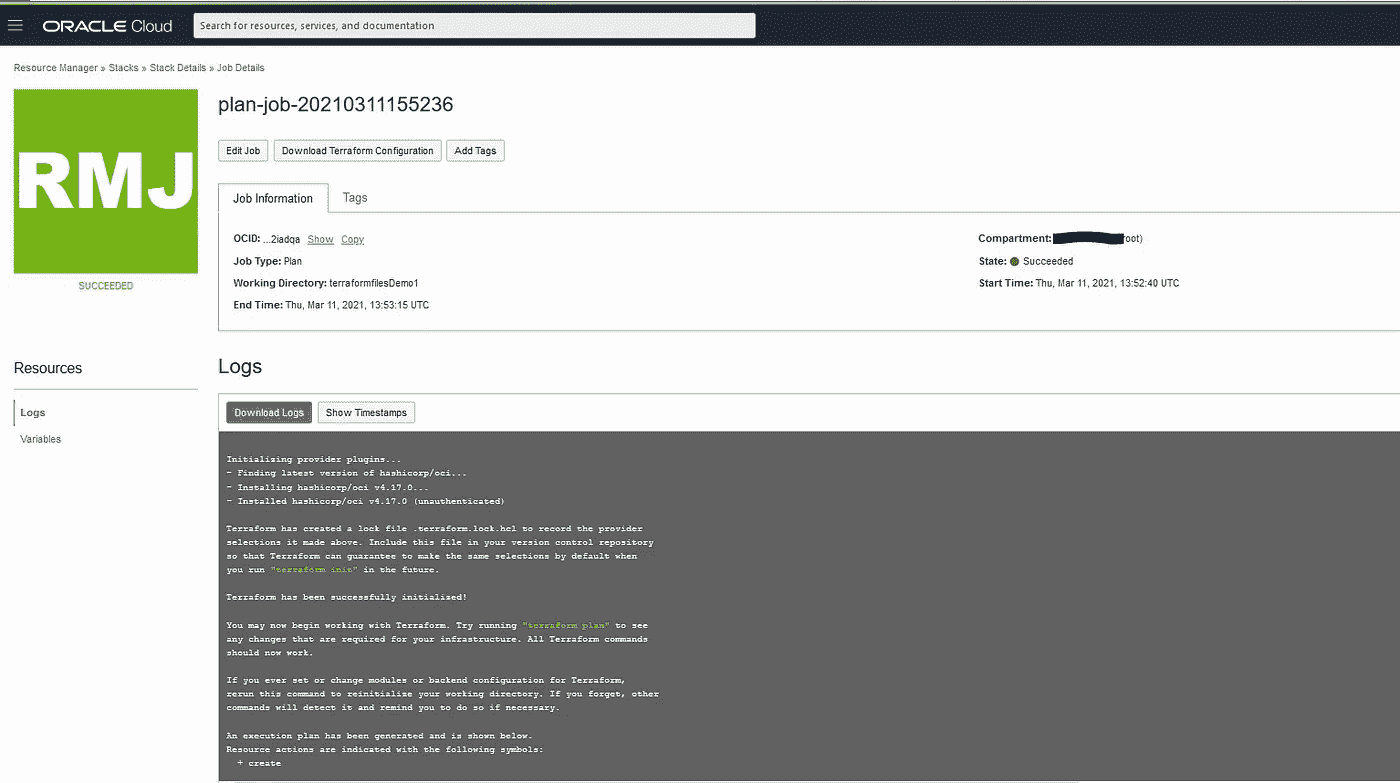 ORACLE Cloud
Search for resources, services, and documentation
Resource Manager » Stacks » Stack Details » Job Details
RMJ
SUCCEEDED
plan-job-20210311155236
Edit Job Download Terraform Configuration Add Tags
Job Information Tags
OCID: ...2iadqa Show Copy
Compartment: root)
Job Type: Plan
State: Succeeded
Working Directory: terraformfilesDemo1
Start Time: Thu, Mar 11, 2021, 13:52:40 UTC
End Time: Thu, Mar 11, 2021, 13:53:15 UTC
Resources
Logs
Variables
Logs
Download Logs Show Timestamps
Initializing provider plugins...
- Finding latest version of hashicorp/oci...
- Installing hashicorp/oci v4.17.0...
- Installed hashicorp/oci v4.17.0 (unauthenticated)
Terraform has created a lock file .terraform.lock.hcl to record the provider
selections it made above. Include this file in your version control repository
so that Terraform can guarantee to make the same selections by default when
you run "terraform init" in the future.
Terraform has been successfully initialized!
You may now begin working with Terraform. Try running "terraform plan" to see
any changes that are required for your infrastructure. All Terraform commands
should now work.
If you ever set or change modules or backend configuration for Terraform,
rerun this command to reinitialize your working directory. If you forget, other
commands will detect it and remind you to do so if necessary.
An execution plan has been generated and is shown below.
Resource actions are indicated with the following symbols:
+ create